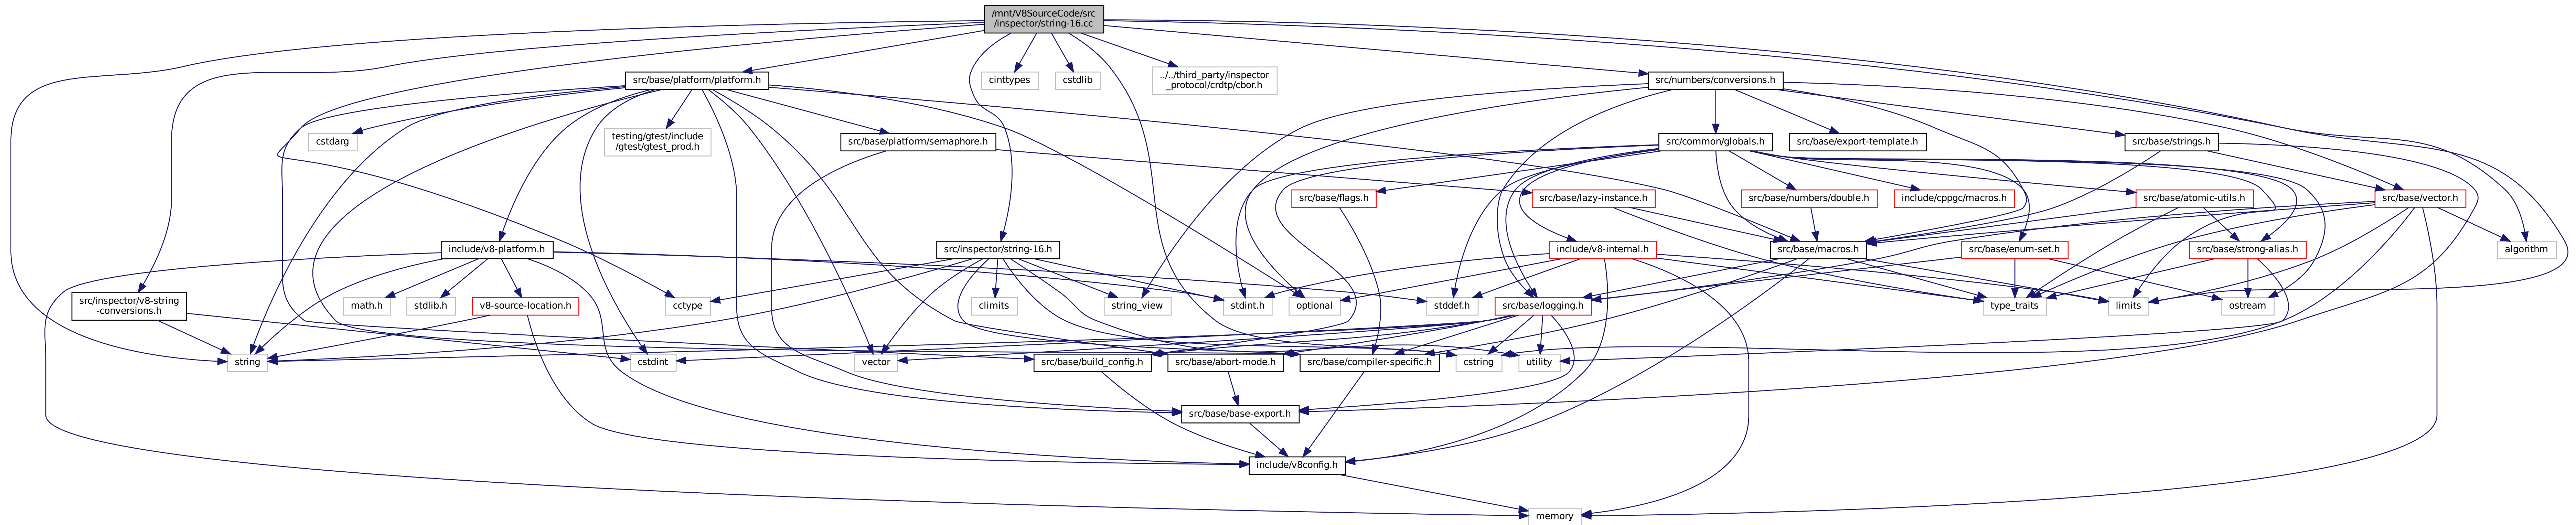 /mnt/V8SourceCode/src
/inspector/string-16.cc
src/base/platform/platform.h
cinttypes
cstdlib
../../third_party/inspector
_protocol/crdtp/cbor.h
src/numbers/conversions.h
cstdarg
testing/gtest/include
/gtest/gtest_prod.h
src/base/platform/semaphore.h
src/common/globals.h
src/base/export-template.h
src/base/strings.h
src/base/flags.h
src/base/lazy-instance.h
src/base/numbers/double.h
include/cppgc/macros.h
src/base/atomic-utils.h
src/base/vector.h
include/v8-platform.h
src/inspector/string-16.h
include/v8-internal.h
src/base/macros.h
src/base/enum-set.h
src/base/strong-alias.h
algorithm
src/inspector/v8-string
-conversions.h
math.h
stdlib.h
v8-source-location.h
cctype
climits
string_view
stdint.h
optional
stddef.h
src/base/logging.h
type_traits
limits
ostream
string
cstdint
vector
src/base/build_config.h
src/base/abort-mode.h
src/base/compiler-specific.h
cstring
utility
src/base/base-export.h
include/v8config.h
memory